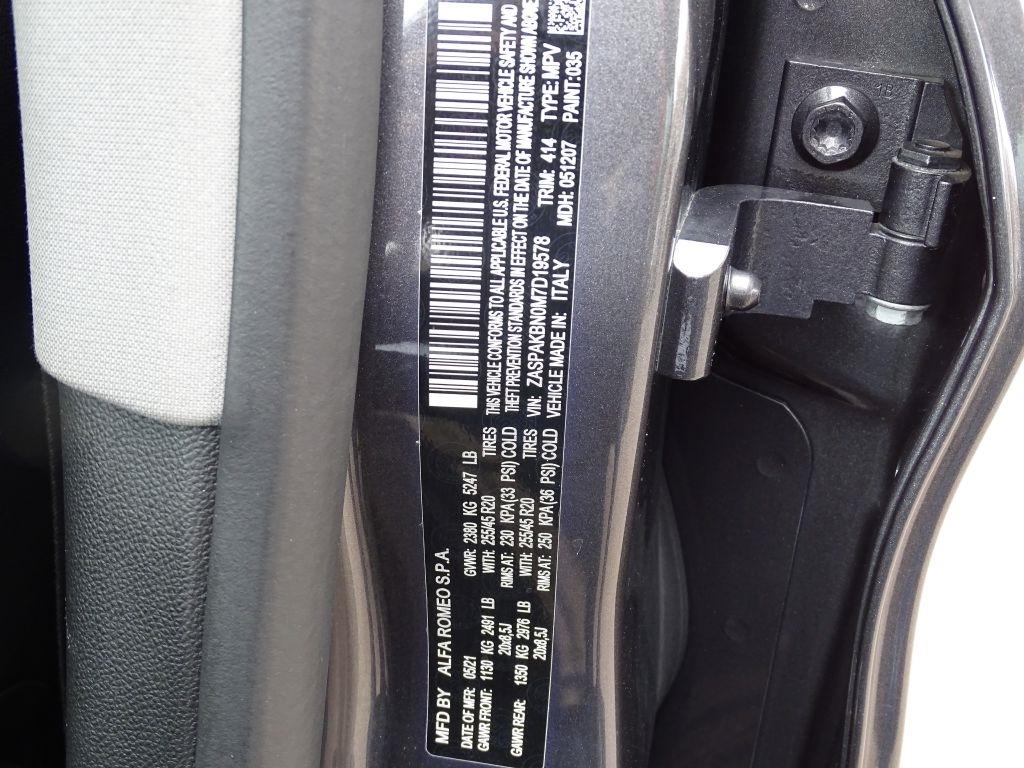 MFD BY ALFA ROMEO S.P.A.
DATE OF MFR: 05/21 GVWR: 2380 KG 5247 LB
GAWR FRONT: 1130 KG 2491 LB WITH: 255/45 R20 TIRES
20x8,5J RIMS AT: 230 KPA(33 PSI) COLD
GAWR REAR: 1350 KG 2976 LB WITH: 255/45 R20 TIRES
20x8,5J RIMS AT: 250 KPA(36 PSI) COLD
THIS VEHICLE CONFORMS TO ALL APPLICABLE U.S. FEDERAL MOTOR VEHICLE SAFETY AND
THEFT PREVENTION STANDARDS IN EFFECT ON THE DATE OF MANUFACTURE SHOWN ABOVE
VIN: ZASPAKBN0M7D19578 TRIM: 414 TYPE: MPV
VEHICLE MADE IN: ITALY MDH: 051207 PAINT: 035